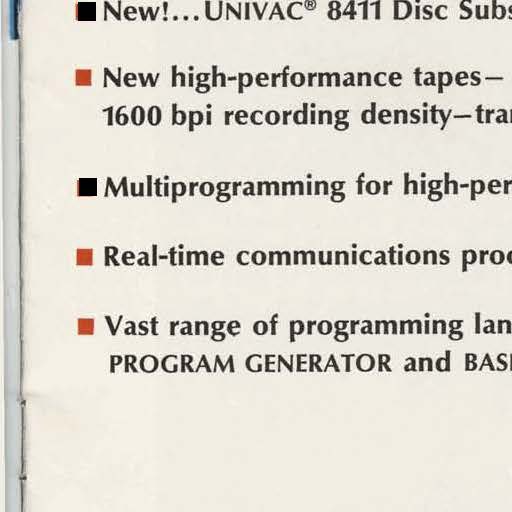 ■ New!...UNIVAC® 8411 Disc Subs
■ New high-performance tapes—
1600 bpi recording density—tra
■ Multiprogramming for high-per
■ Real-time communications pro
■ Vast range of programming lan
PROGRAM GENERATOR and BAS